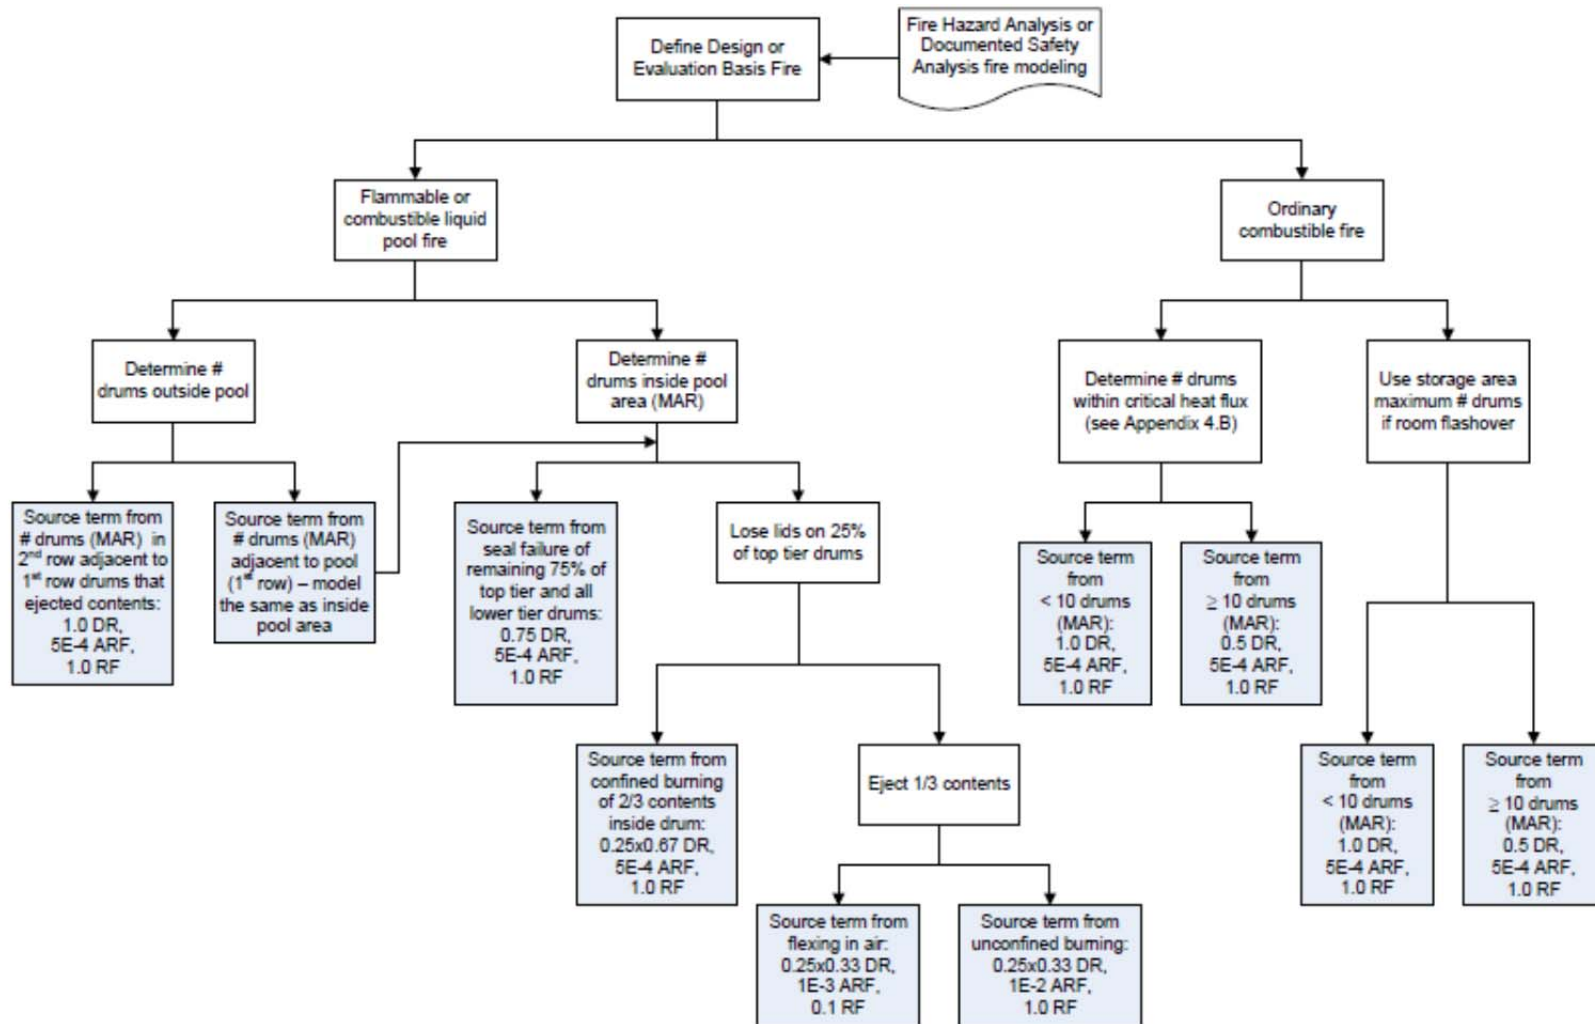 Define Design or
Evaluation Basis Fire
Fire Hazard Analysis or
Documented Safety
Analysis fire modeling
Flammable or
combustible liquid
pool fire
Ordinary
combustible fire
Determine #
drums outside pool
Determine #
drums inside pool
area (MAR)
Determine # drums
within critical heat flux
(see Appendix 4.B)
Use storage area
maximum # drums
if room flashover
Source term from
# drums (MAR) in
2nd row adjacent to
1st row drums that
ejected contents:
1.0 DR,
5E-4 ARF,
1.0 RF
Source term from
# drums (MAR)
adjacent to pool
(1st row) – model
the same as inside
pool area
Source term from
seal failure of
remaining 75% of
top tier and all
lower tier drums:
0.75 DR,
5E-4 ARF,
1.0 RF
Lose lids on 25%
of top tier drums
Source term
from
< 10 drums
(MAR):
1.0 DR,
5E-4 ARF,
1.0 RF
Source term
from
≥ 10 drums
(MAR):
0.5 DR,
5E-4 ARF,
1.0 RF
Source term from
confined burning
of 2/3 contents
inside drum:
0.25x0.67 DR,
5E-4 ARF,
1.0 RF
Eject 1/3 contents
Source term
from
< 10 drums
(MAR):
1.0 DR,
5E-4 ARF,
1.0 RF
Source term
from
≥ 10 drums
(MAR):
0.5 DR,
5E-4 ARF,
1.0 RF
Source term from
flexing in air:
0.25x0.33 DR,
1E-3 ARF,
0.1 RF
Source term from
unconfined burning:
0.25x0.33 DR,
1E-2 ARF,
1.0 RF